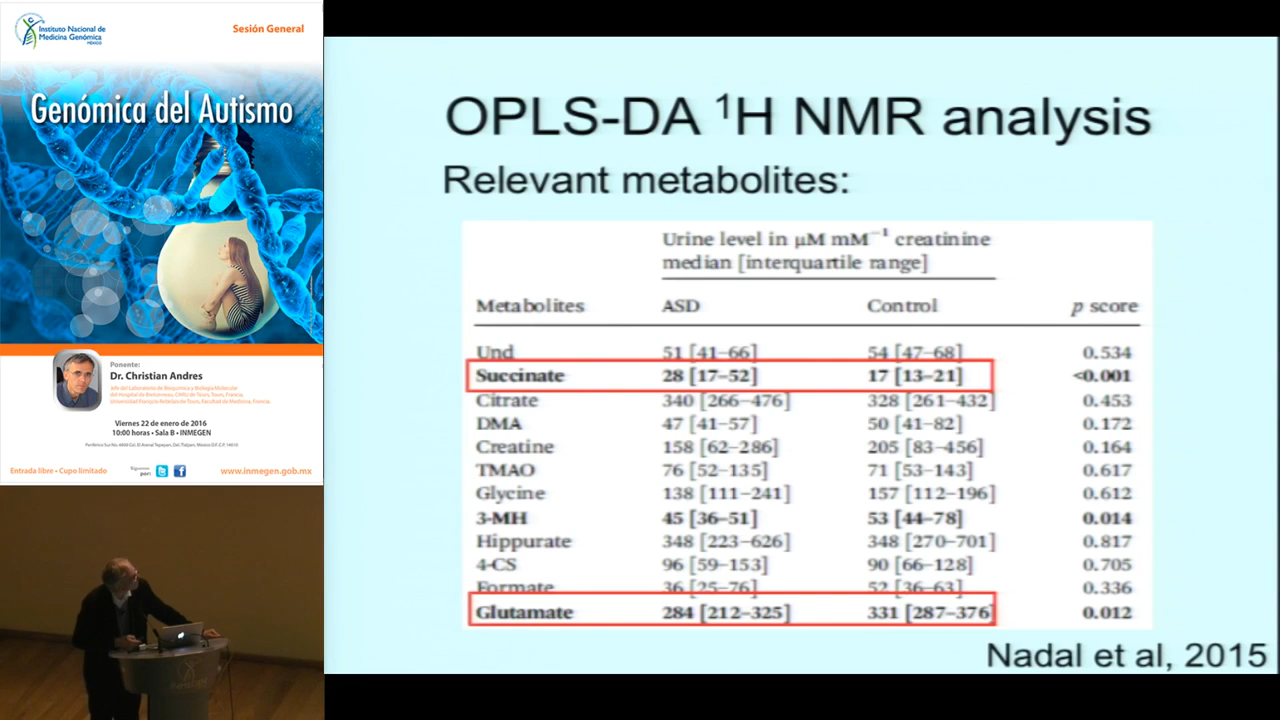 Instituto Nacional de
Medicina Genómica
MÉXICO
Sesión General
Genómica del Autismo
Ponente:
Dr. Christian Andres
Jefe del Laboratorio de Bioquímica y Biología Molecular
del Hospital de Bretonneau, CHRU de Tours, Tours, Francia.
Universidad François Rabelais de Tours, Facultad de Medicina, Francia.
Viernes 22 de enero de 2016
10:00 horas • Sala B • INMEGEN
Periférico Sur No. 4809 Col. El Arenal Tepepan, Del. Tlalpan, México D.F. C.P. 14610
Entrada libre • Cupo limitado
Síguenos
por:
www.inmegen.gob.mx
OPLS-DA ¹H NMR analysis
Relevant metabolites:
Urine level in μM mM⁻¹ creatinine
median [interquartile range]
Metabolites ASD Control p score
Und 51 [41–66] 54 [47–68] 0.534
Succinate 28 [17–52] 17 [13–21] <0.001
Citrate 340 [266–476] 328 [261–432] 0.453
DMA 47 [41–57] 50 [41–82] 0.172
Creatine 158 [62–286] 205 [83–456] 0.164
TMAO 76 [52–135] 71 [53–143] 0.617
Glycine 138 [111–241] 157 [112–196] 0.612
3-MH 45 [36–51] 53 [44–78] 0.014
Hippurate 348 [223–626] 348 [270–701] 0.817
4-CS 96 [59–153] 90 [66–128] 0.705
Formate 36 [25–76] 52 [36–63] 0.336
Glutamate 284 [212–325] 331 [287–376] 0.012
Nadal et al, 2015